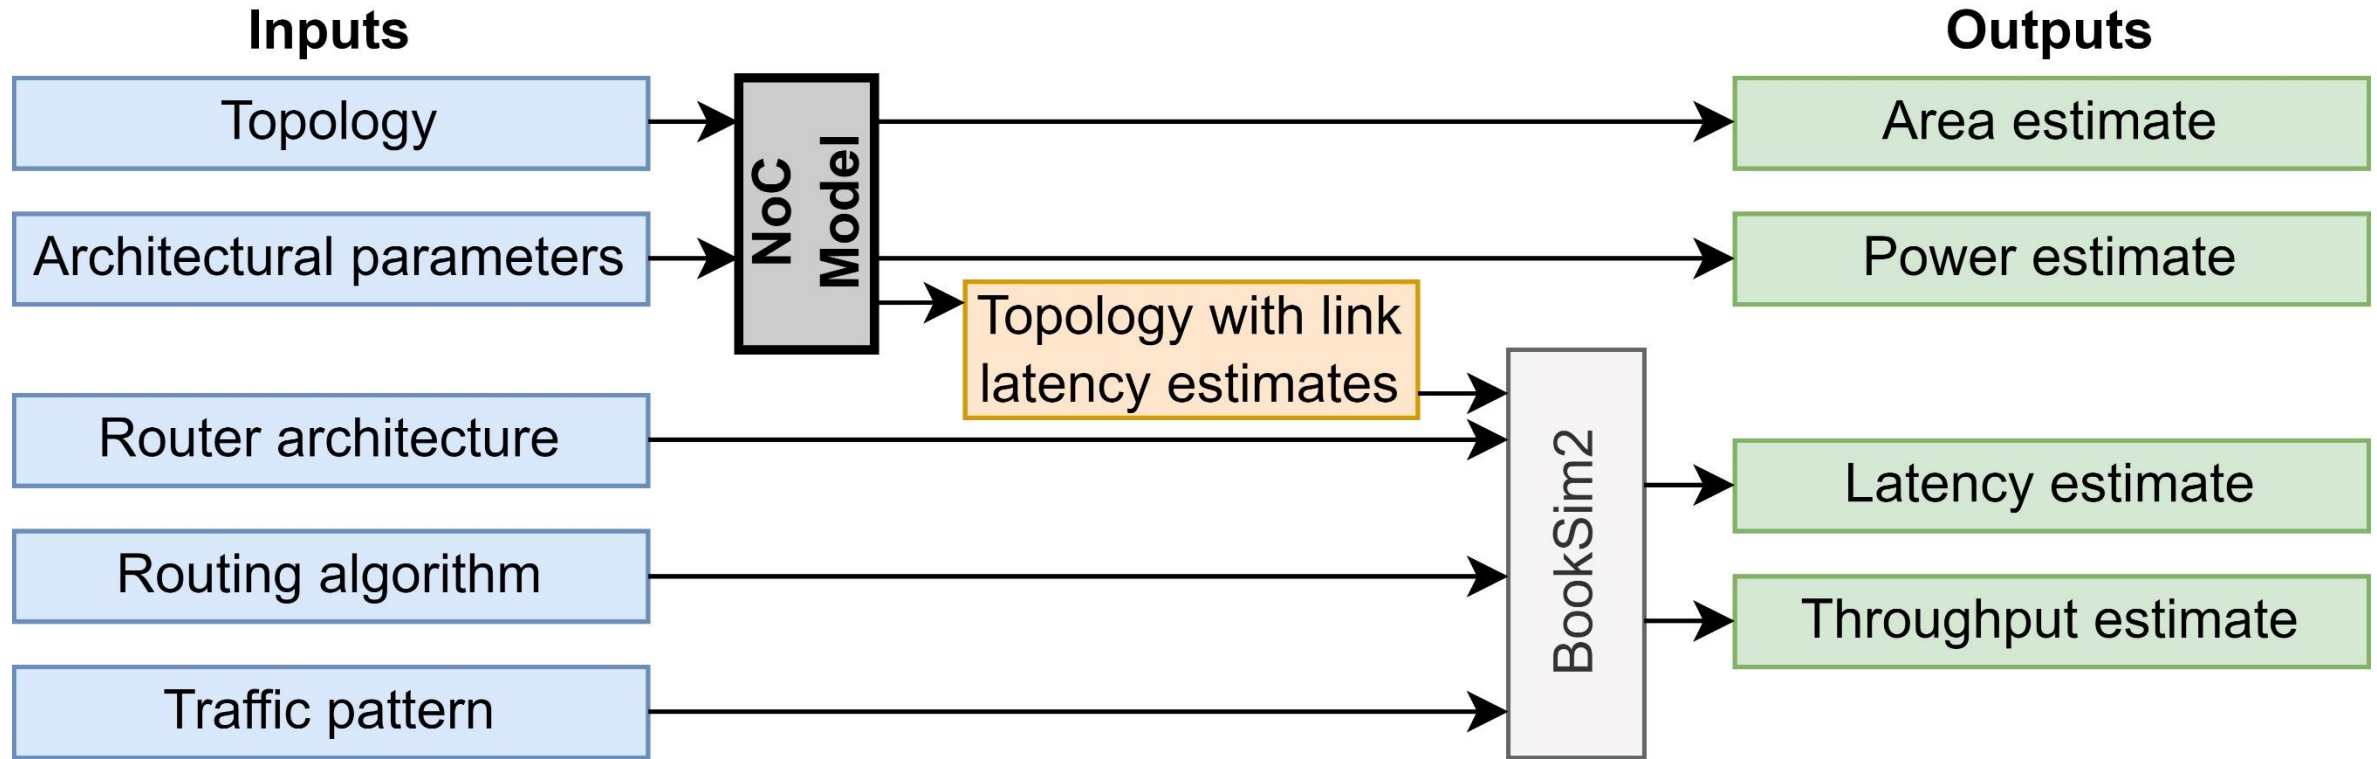 Inputs
Outputs
Topology
Architectural parameters
Router architecture
Routing algorithm
Traffic pattern
NoC
Model
Topology with link
latency estimates
BookSim2
Area estimate
Power estimate
Latency estimate
Throughput estimate